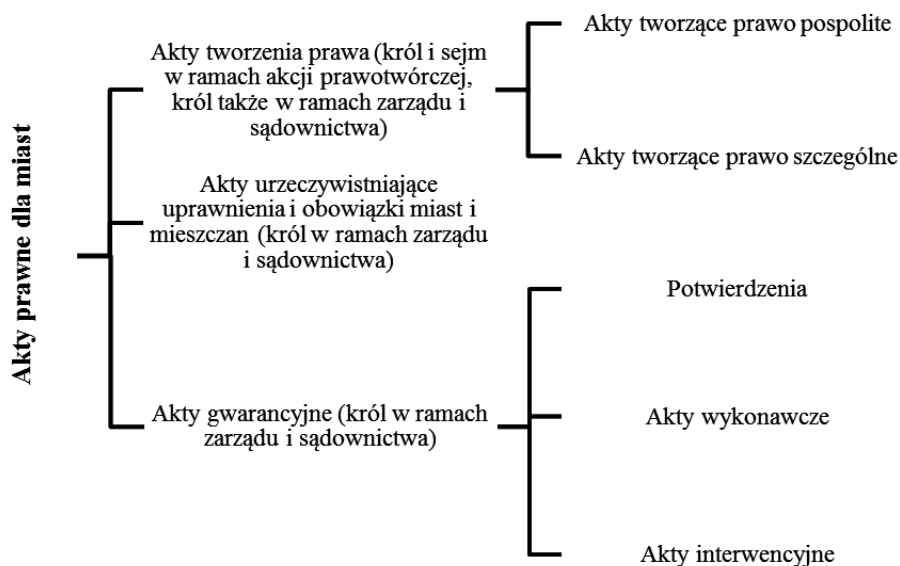 Akty prawne dla miast
Akty tworzenia prawa (król i sejm
w ramach akcji prawotwórczej,
król także w ramach zarządu i
sądownictwa)
Akty tworzące prawo pospolite
Akty tworzące prawo szczególne
Akty urzeczywistniające
uprawnienia i obowiązki miast i
mieszczan (król w ramach zarządu
i sądownictwa)
Akty gwarancyjne (król w ramach
zarządu i sądownictwa)
Potwierdzenia
Akty wykonawcze
Akty interwencyjne